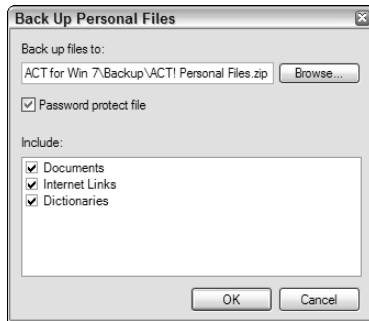 Back Up Personal Files
Back up files to:
ACT for Win 7\Backup\ACT! Personal Files.zip
Browse...
Password protect file
Include:
Documents
Internet Links
Dictionaries
OK
Cancel